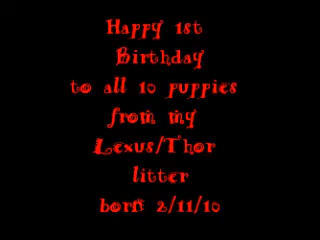 Happy 1st
Birthday
to all 10 puppies
from my
Lexus/Thor
litter
born 2/11/10